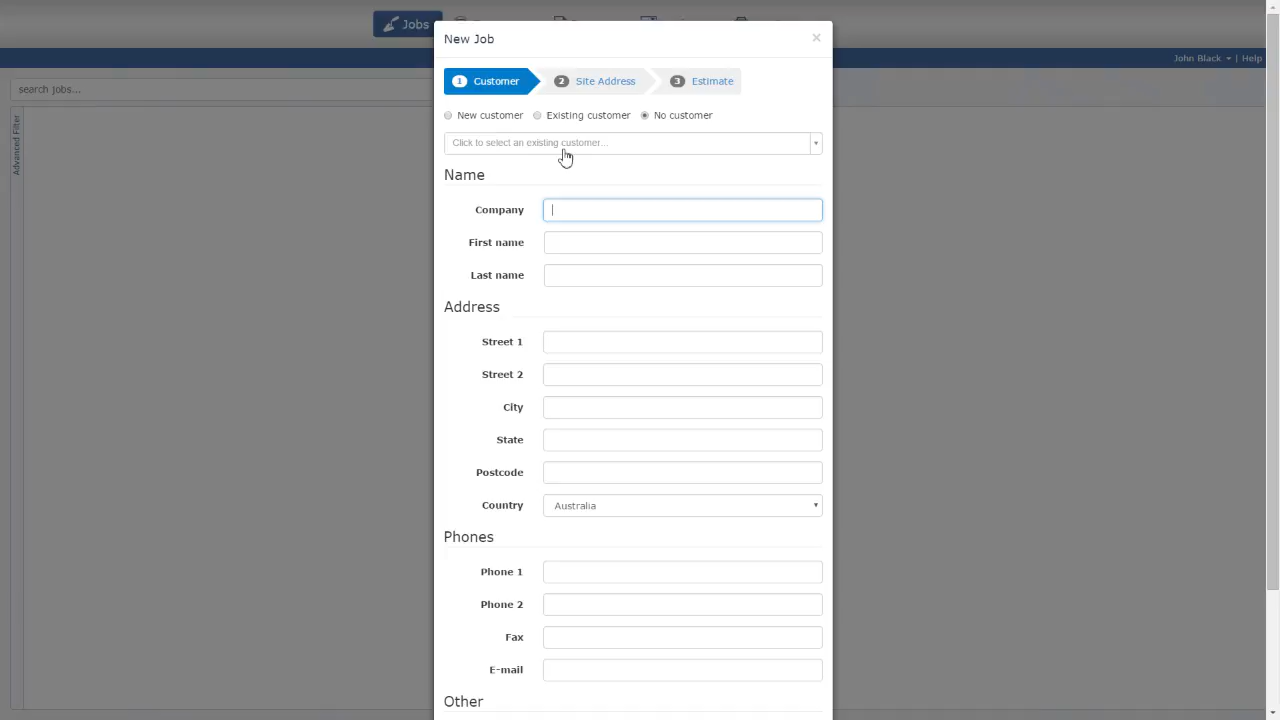 Jobs
New Job
×
1 Customer 2 Site Address 3 Estimate
John Black | Help
search jobs...
Advanced Filter
New customer Existing customer No customer
Click to select an existing customer...
Name
Company
First name
Last name
Address
Street 1
Street 2
City
State
Postcode
Country Australia
Phones
Phone 1
Phone 2
Fax
E-mail
Other